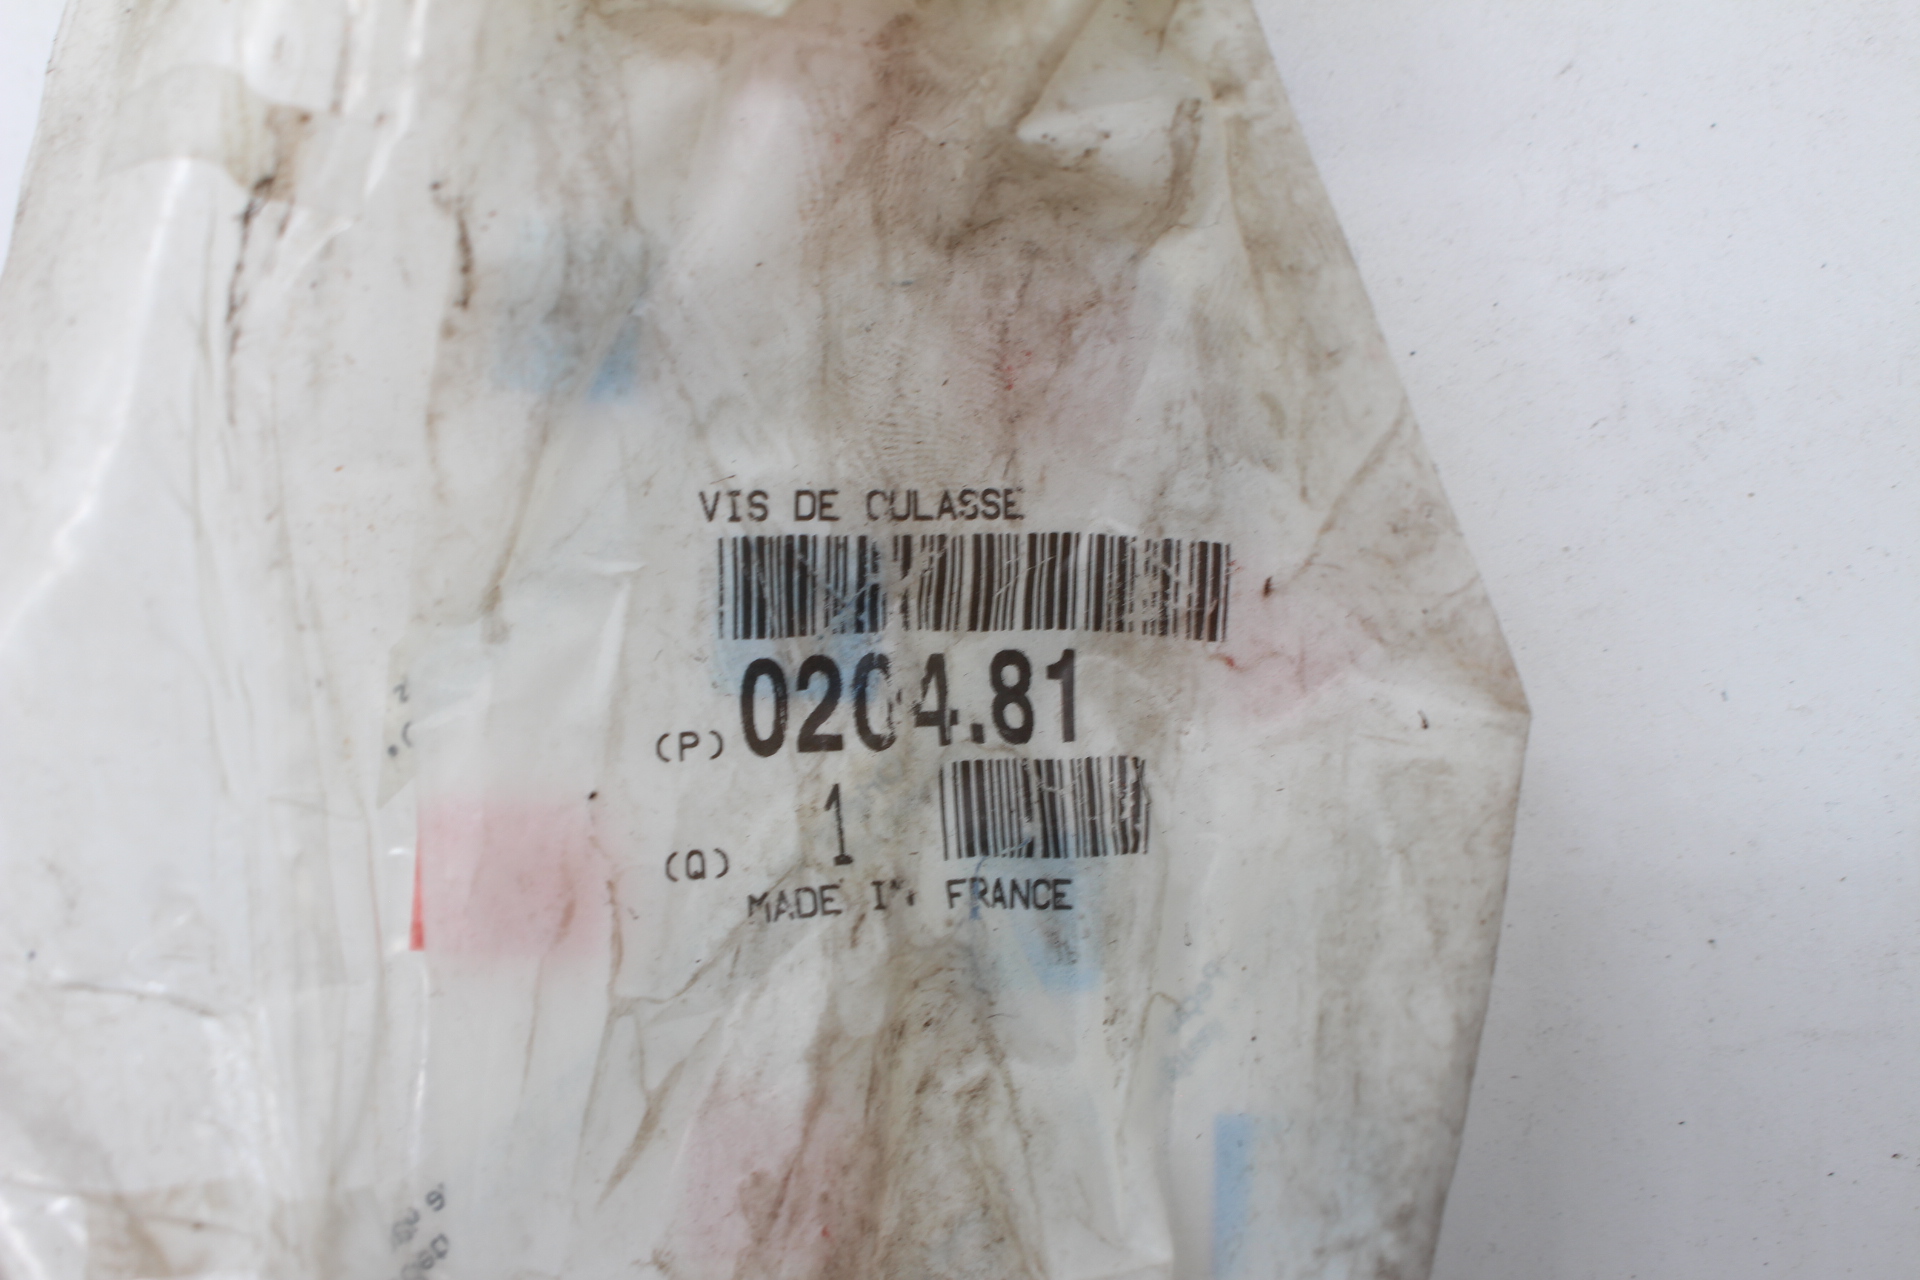 VIS DE CULASSE
(P) 0204.81
(Q) 1
MADE IN FRANCE